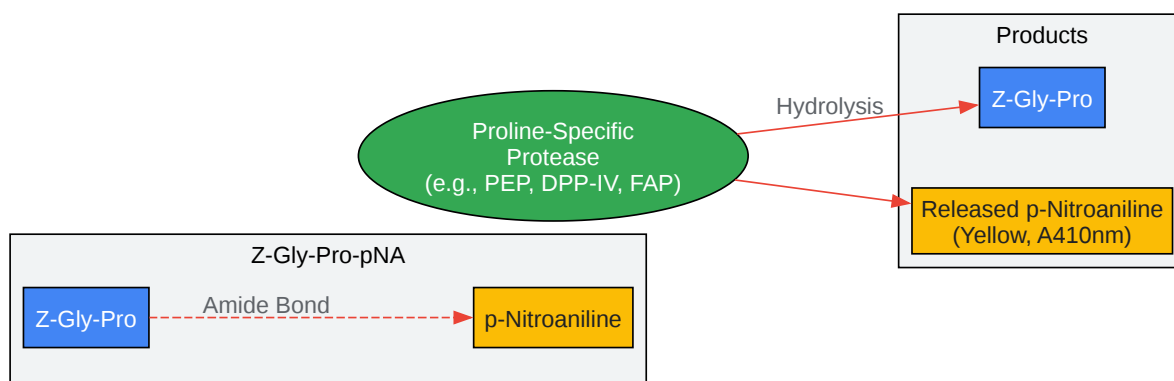 Products
Z-Gly-Pro
Hydrolysis
Proline-Specific
Protease
(e.g., PEP, DPP-IV, FAP)
Released p-Nitroaniline
(Yellow, A410nm)
Z-Gly-Pro-pNA
Z-Gly-Pro
Amide Bond
p-Nitroaniline